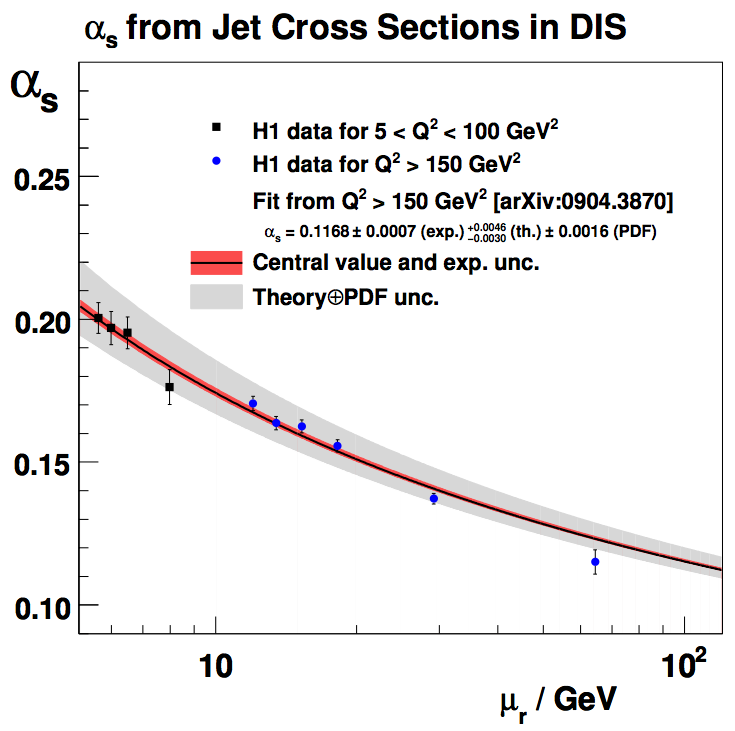 αs from Jet Cross Sections in DIS
αs
H1 data for 5 < Q² < 100 GeV²
H1 data for Q² > 150 GeV²
Fit from Q² > 150 GeV² [arXiv:0904.3870]
αs = 0.1168 ± 0.0007 (exp.) +0.0046 −0.0030 (th.) ± 0.0016 (PDF)
Central value and exp. unc.
Theory⊕PDF unc.
0.25
0.20
0.15
0.10
10 10²
μr / GeV